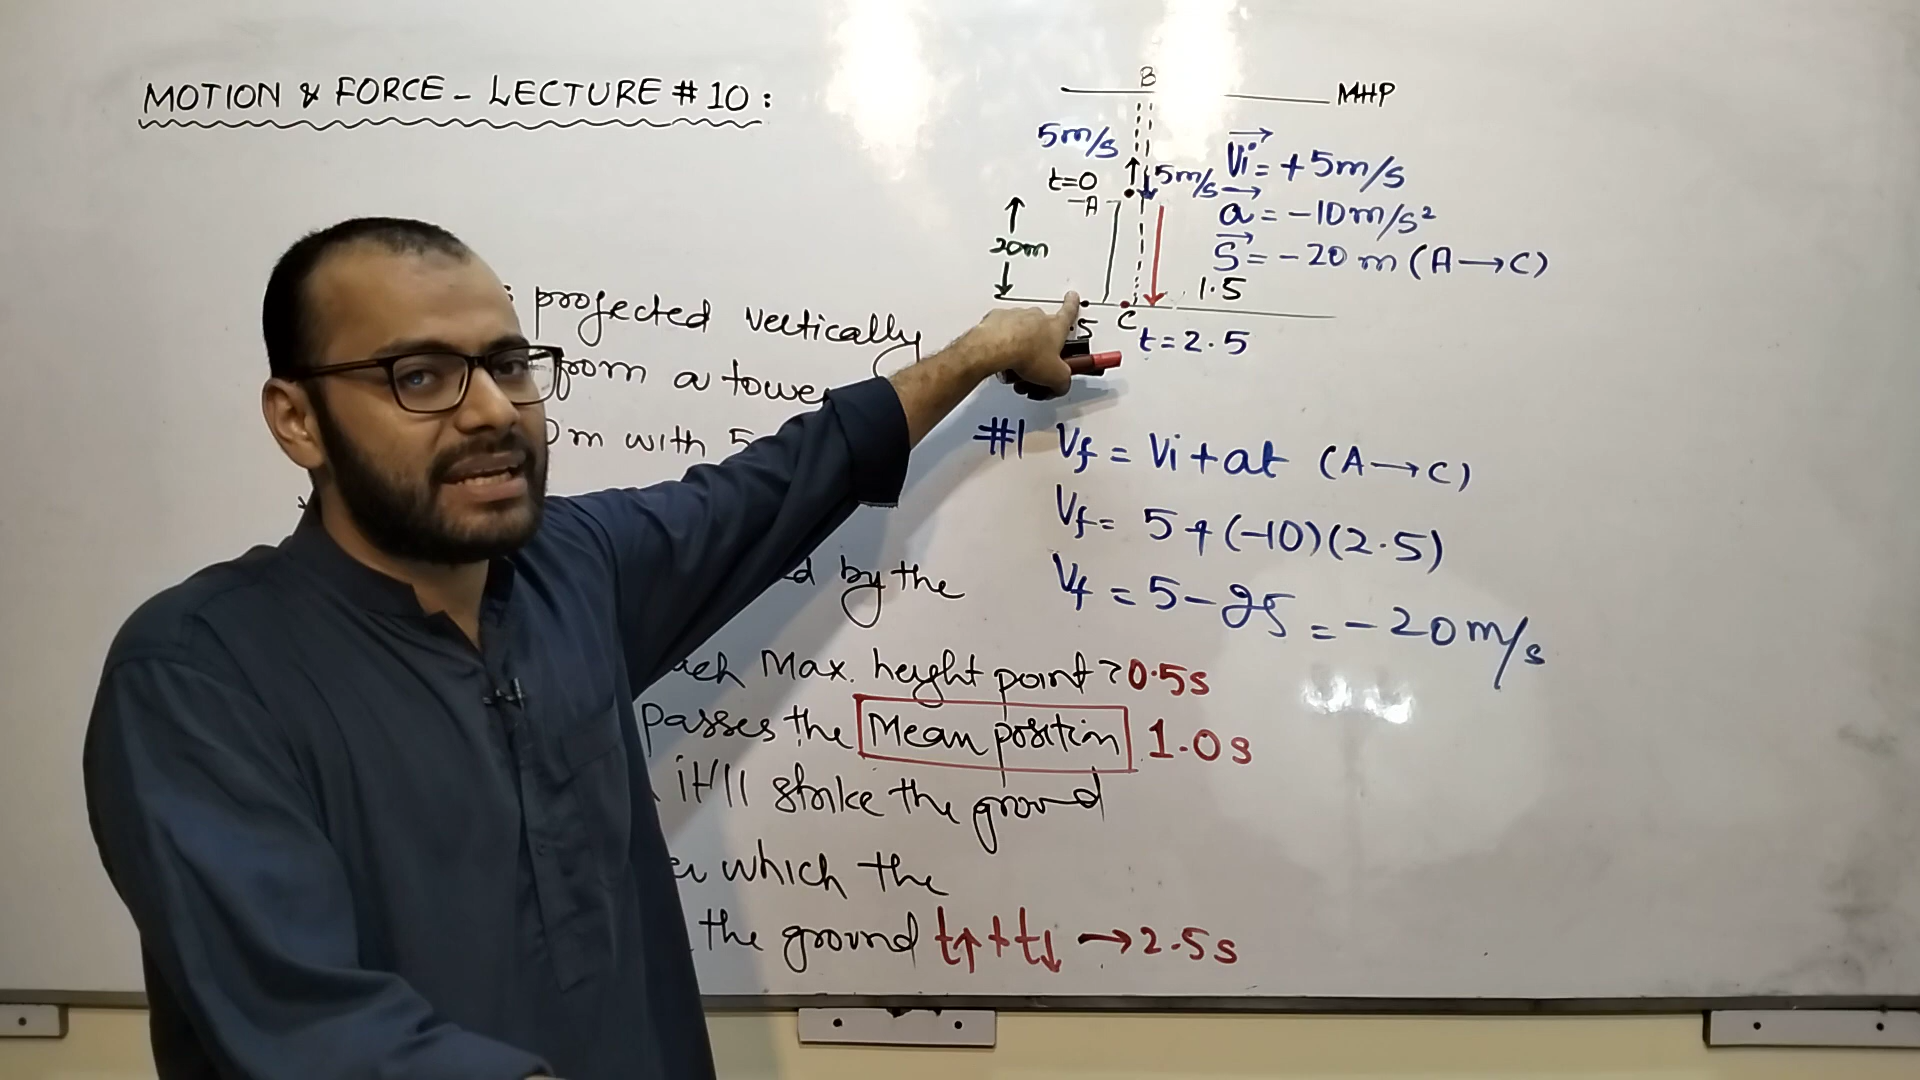 MOTION & FORCE - LECTURE # 10 :
projected vertically
from a tower
m with 5
by the
Max. height point ? 0.5s
passes the Mean position 1.0s
it'll strike the ground
which the
the ground t↑ + t↓ → 2.5s
B
MHP
5m/s
t=0
5m/s
A
20m
C
1.5
t = 2.5
Vi = +5m/s
a = -10m/s²
S = -20 m (A→C)
#1 Vf = Vi + at (A→C)
Vf = 5 + (-10)(2.5)
Vf = 5 - 25 = -20m/s